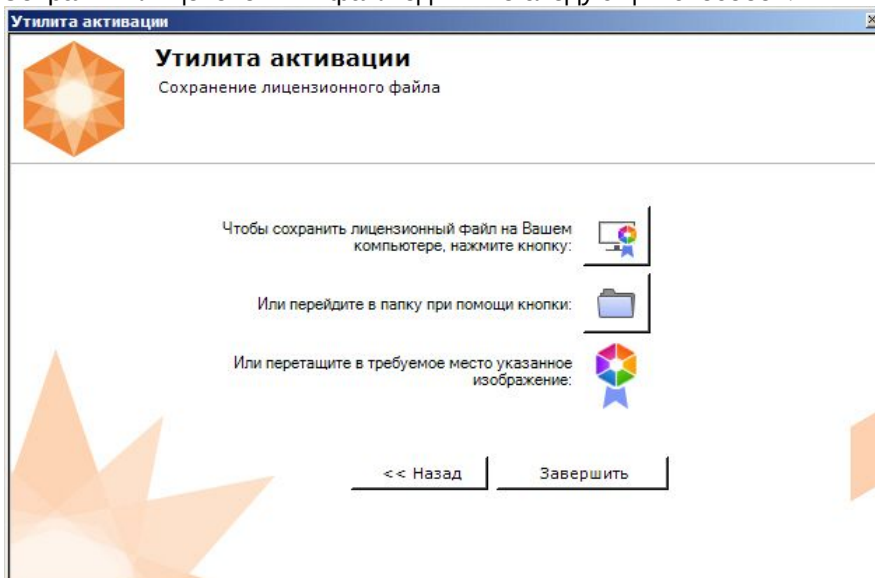 Утилита активации
Утилита активации
Сохранение лицензионного файла
Чтобы сохранить лицензионный файл на Вашем
компьютере, нажмите кнопку:
Или перейдите в папку при помощи кнопки:
Или перетащите в требуемое место указанное
изображение:
<< Назад
Завершить